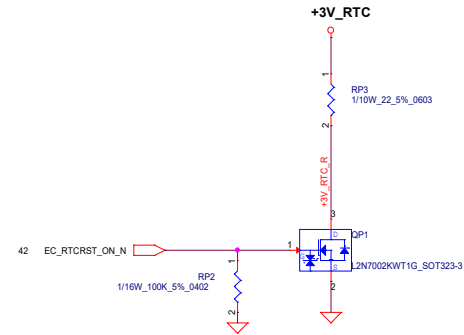 +3V_RTC
1
RP3
1/10W_22_5%_0603
2
+3V_RTC_R
3
D
QP1
42 EC_RTCRST_ON_N
1
G
S
L2N7002KWT1G_SOT323-3
1
RP2
1/16W_100K_5%_0402
2
2